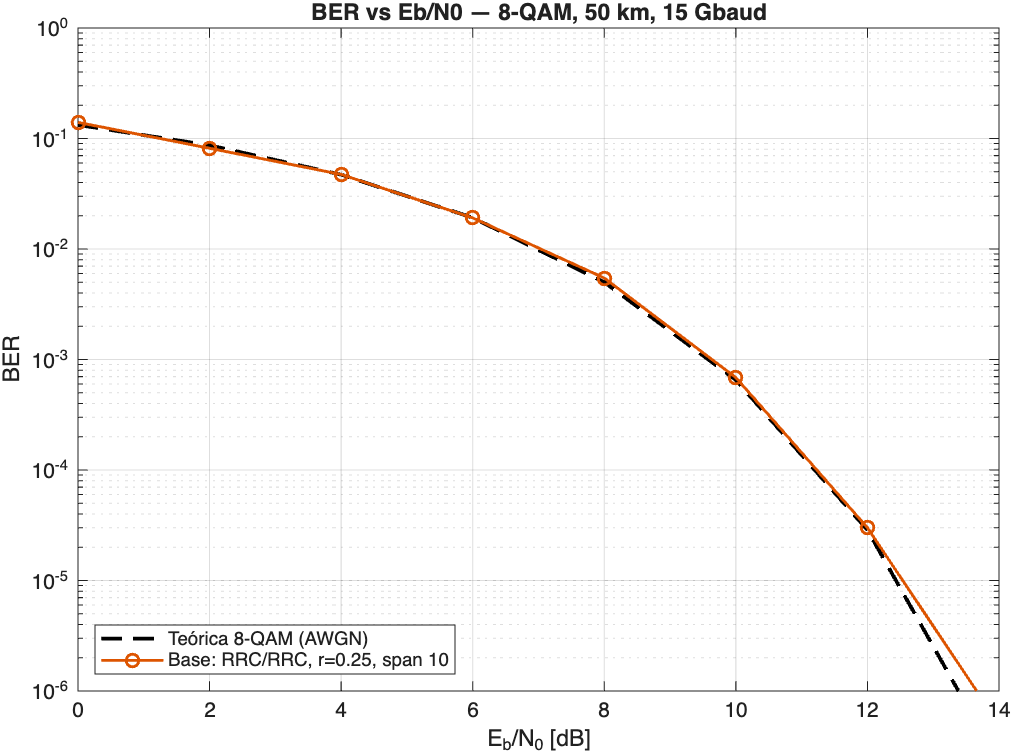 BER vs Eb/N0 — 8-QAM, 50 km, 15 Gbaud
10^0
10^-1
10^-2
10^-3
10^-4
10^-5
10^-6
BER
Teórica 8-QAM (AWGN)
Base: RRC/RRC, r=0.25, span 10
0 2 4 6 8 10 12 14
E_b/N_0 [dB]